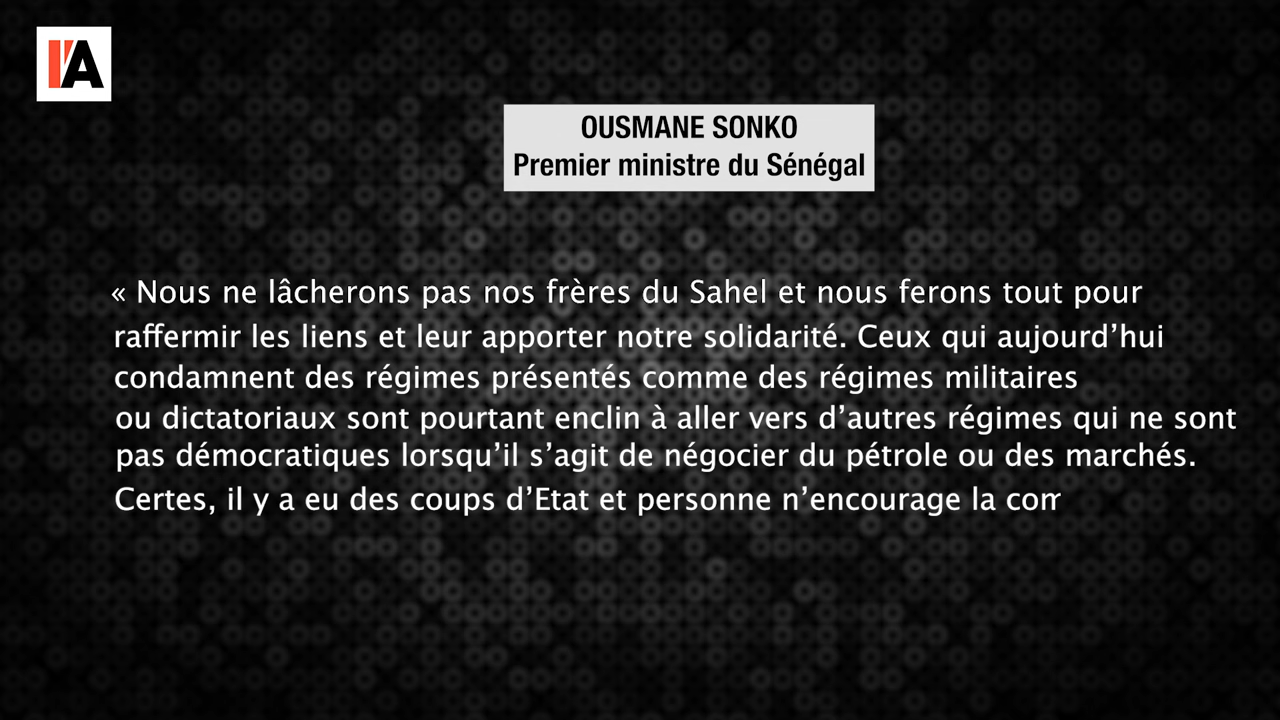 I'A
OUSMANE SONKO
Premier ministre du Sénégal
« Nous ne lâcherons pas nos frères du Sahel et nous ferons tout pour
raffermir les liens et leur apporter notre solidarité. Ceux qui aujourd’hui
condamnent des régimes présentés comme des régimes militaires
ou dictatoriaux sont pourtant enclin à aller vers d’autres régimes qui ne sont
pas démocratiques lorsqu’il s’agit de négocier du pétrole ou des marchés.
Certes, il y a eu des coups d’Etat et personne n’encourage la